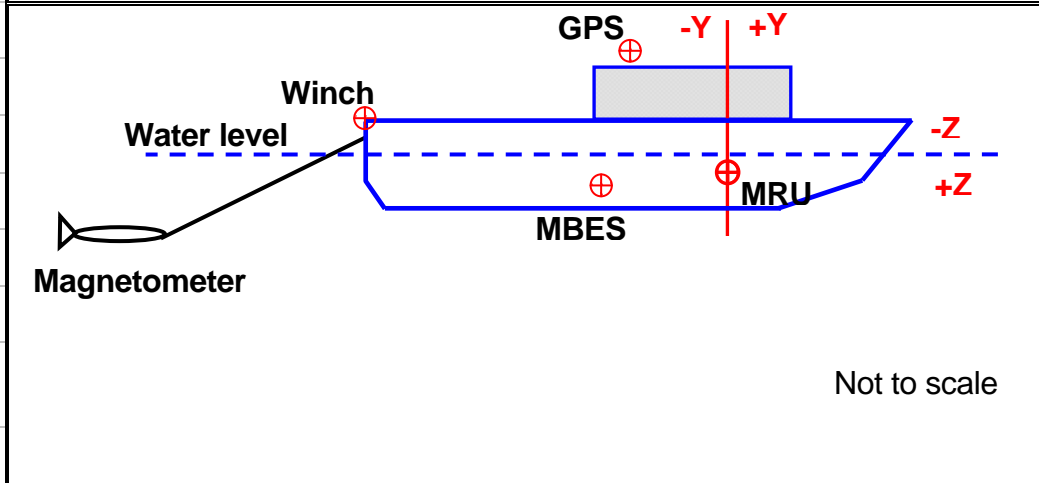 GPS
-Y
+Y
Winch
Water level
-Z
+Z
MRU
MBES
Magnetometer
Not to scale